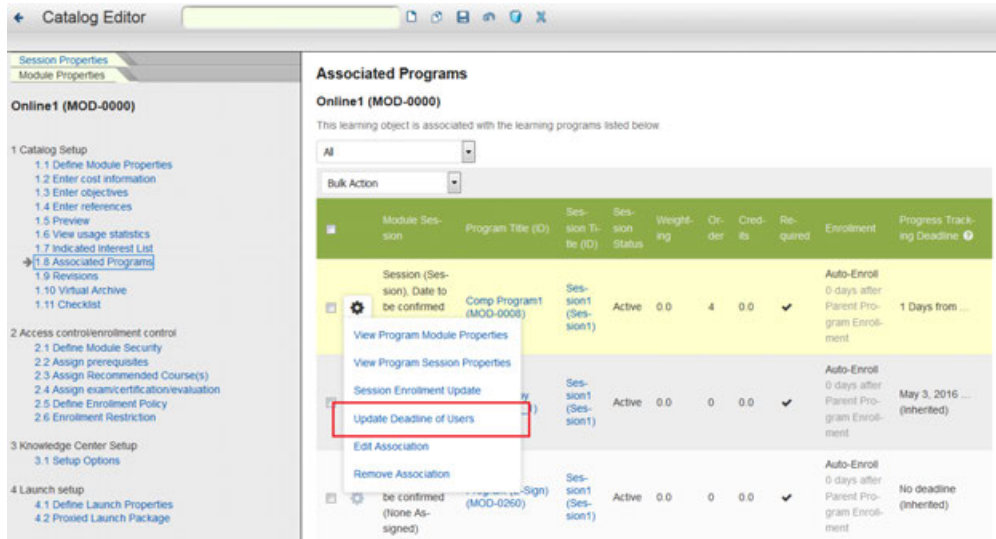 Catalog Editor
Session Properties
Module Properties
Online1 (MOD-0000)
1 Catalog Setup
1.1 Define Module Properties
1.2 Enter cost information
1.3 Enter objectives
1.4 Enter references
1.5 Preview
1.6 View usage statistics
1.7 Indicated Interest List
1.8 Associated Programs
1.9 Revisions
1.10 Virtual Archive
1.11 Checklist
2 Access control/enrolment control
2.1 Define Module Security
2.2 Assign prerequisites
2.3 Assign Recommended Course(s)
2.4 Assign exam/certification/evaluation
2.5 Define Enrolment Policy
2.6 Enrolment Restriction
3 Knowledge Center Setup
3.1 Setup Options
4 Launch setup
4.1 Define Launch Properties
4.2 Proxied Launch Package
Associated Programs
Online1 (MOD-0000)
This learning object is associated with the learning programs listed below
All
Bulk Action
Module Ses-
sion
Program Title (ID)
Ses-
sion Ti-
tle (ID)
Ses-
sion
Status
Weight-
ing
Or-
der
Cred-
its
Re-
quired
Enrolment
Progress Track-
ing Deadline
Session (Ses-
sion), Date to
be confirmed
Comp Program1
(MOD-0008)
Ses-
sion1
(Ses-
sion1)
Active
0.0
4
0.0
Auto-Enroll
0 days after
Parent Pro-
gram Enroll-
ment
1 Days from ...
View Program Module Properties
View Program Session Properties
Session Enrollment Update
Update Deadline of Users
Edit Association
Remove Association
Ses-
sion1
(Ses-
sion1)
Active
0.0
0
0.0
Auto-Enroll
0 days after
Parent Pro-
gram Enroll-
ment
May 3, 2016 ...
(Inherited)
be confirmed
(None As-
signed)
(MOD-0260)
Ses-
sion1
(Ses-
sion1)
Active
0.0
0
0.0
Auto-Enroll
0 days after
Parent Pro-
gram Enroll-
ment
No deadline
(Inherited)